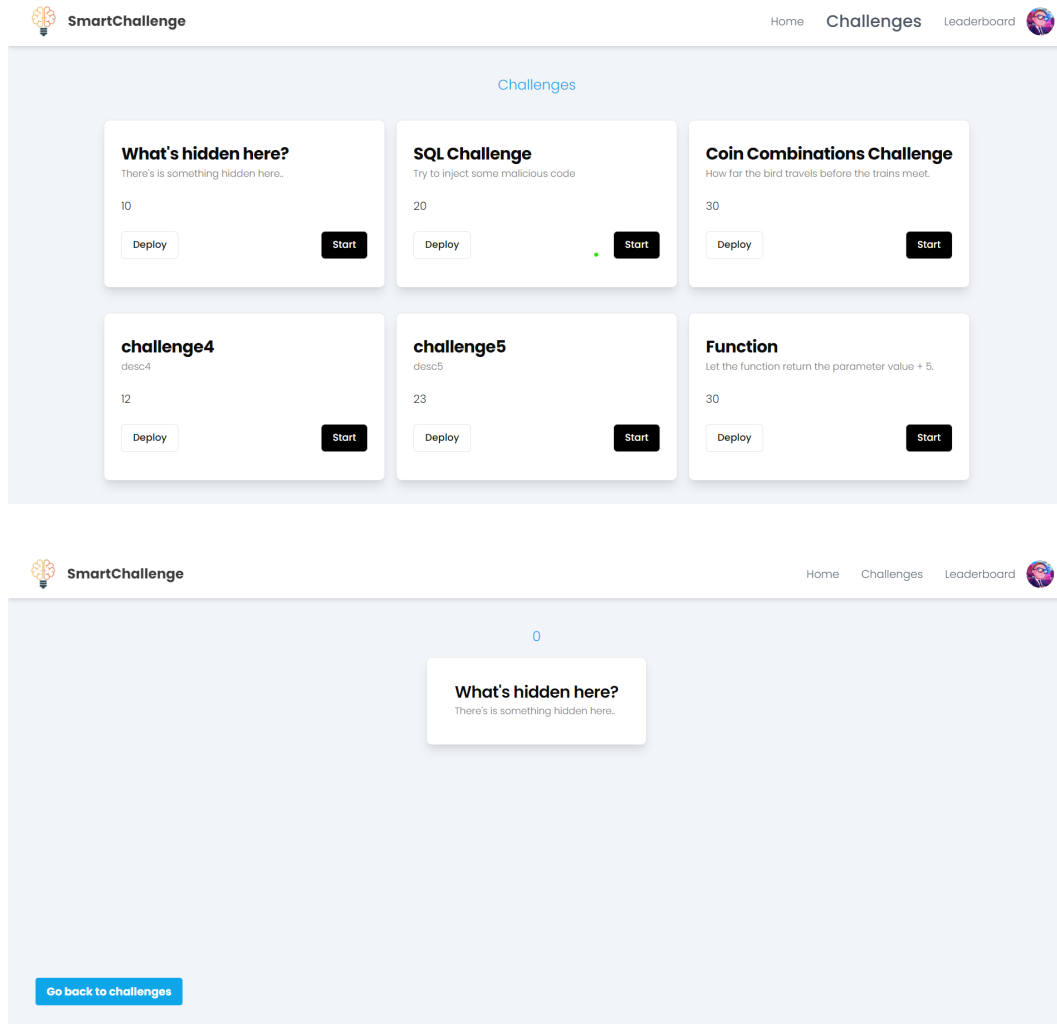 SmartChallenge
Home Challenges Leaderboard
Challenges
What's hidden here?
There's is something hidden here..
10
Deploy Start
SQL Challenge
Try to inject some malicious code
20
Deploy Start
Coin Combinations Challenge
How far the bird travels before the trains meet.
30
Deploy Start
challenge4
desc4
12
Deploy Start
challenge5
desc5
23
Deploy Start
Function
Let the function return the parameter value + 5.
30
Deploy Start
SmartChallenge
Home Challenges Leaderboard
0
What's hidden here?
There's is something hidden here..
Go back to challenges